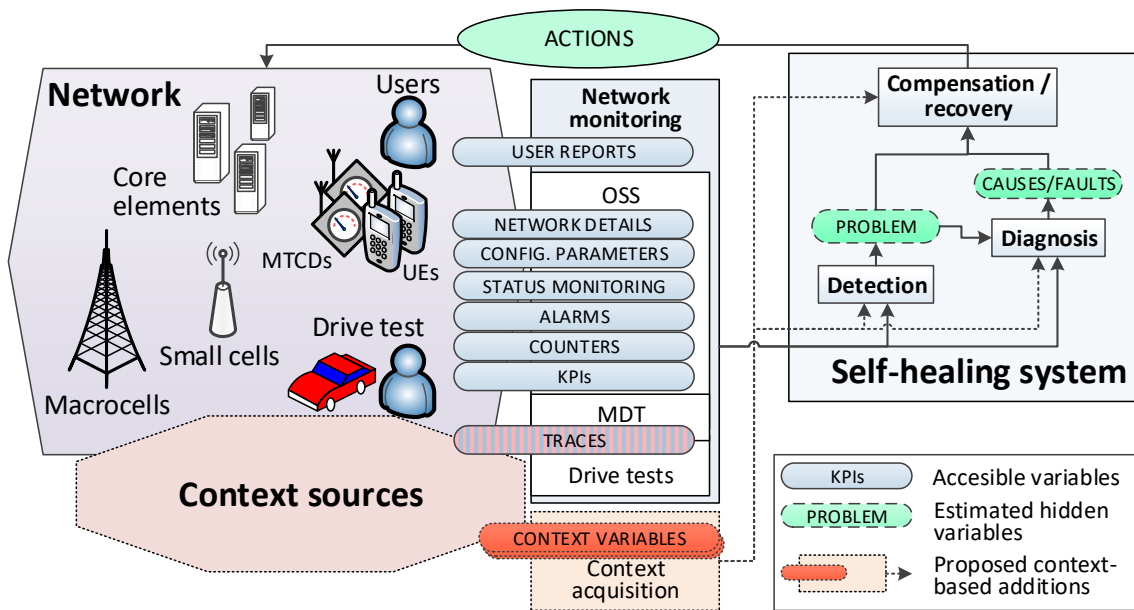 ACTIONS
Network
Users
Core
elements
MTCDs
UEs
Drive test
Small cells
Macrocells
Context sources
Network
monitoring
USER REPORTS
OSS
NETWORK DETAILS
CONFIG. PARAMETERS
STATUS MONITORING
ALARMS
COUNTERS
KPIs
MDT
TRACES
Drive tests
CONTEXT VARIABLES
Context
acquisition
Compensation /
recovery
CAUSES/FAULTS
PROBLEM
Diagnosis
Detection
Self-healing system
KPIs
Accesible variables
PROBLEM
Estimated hidden
variables
Proposed context-
based additions